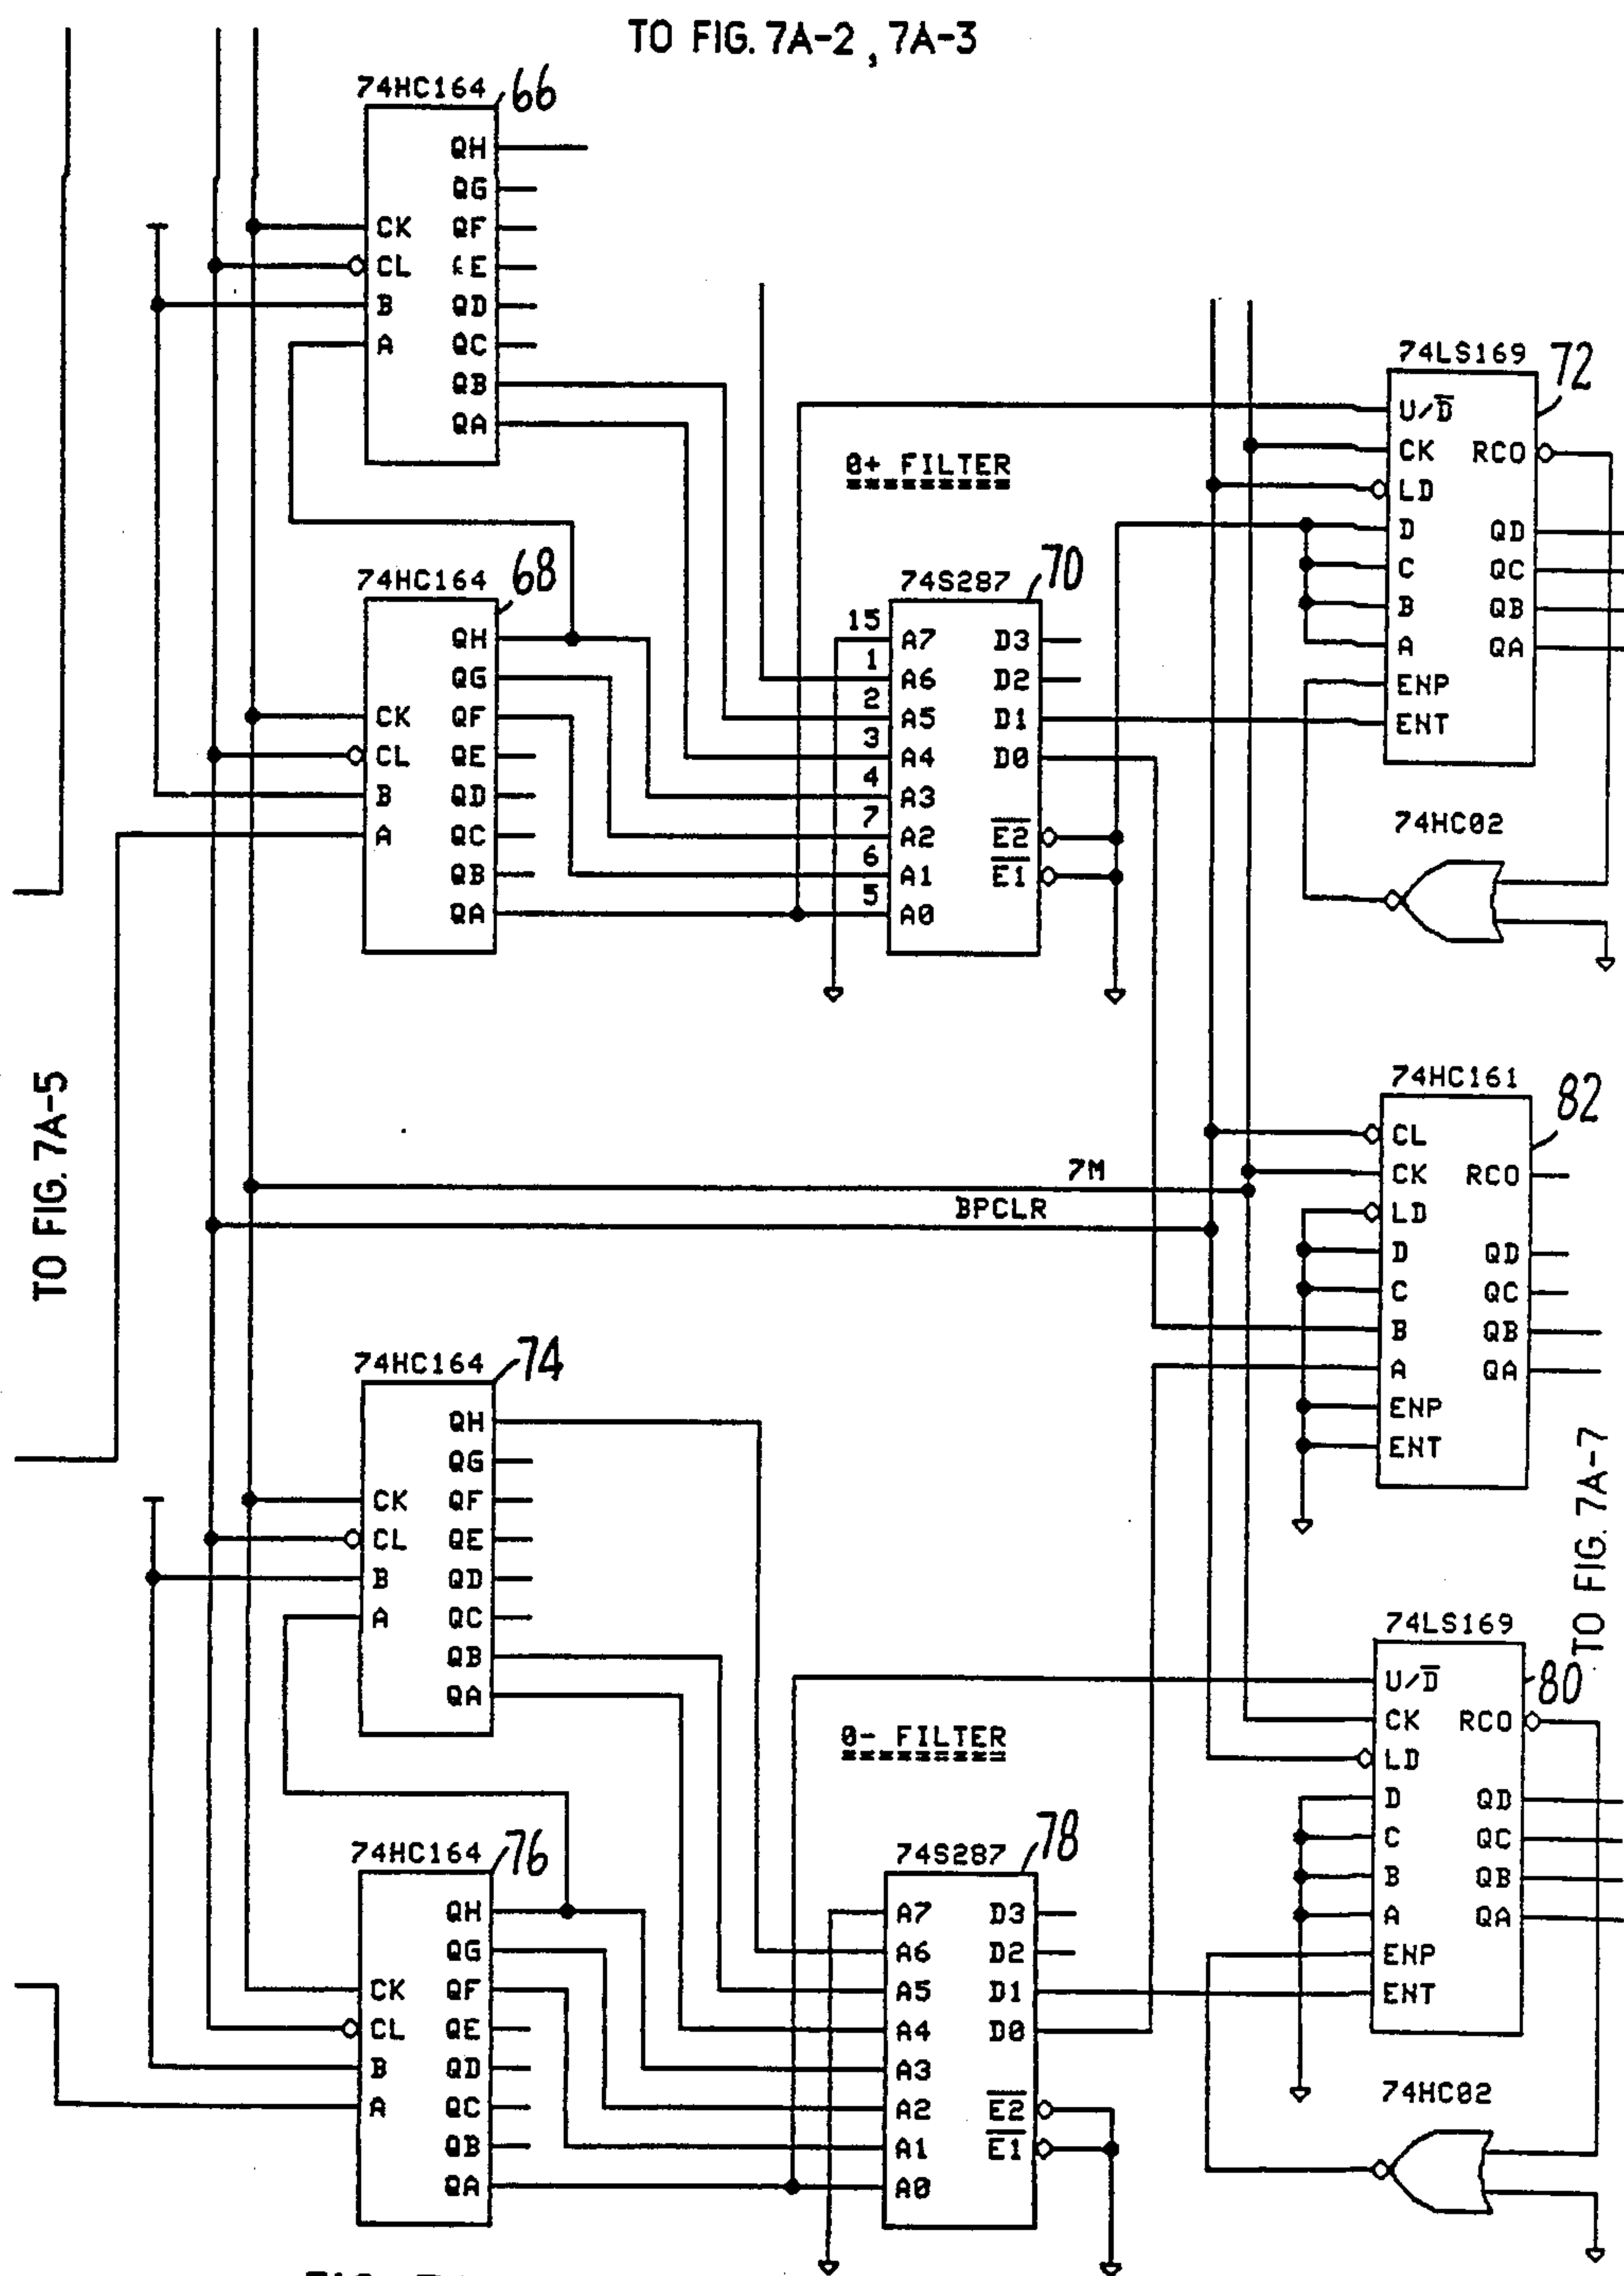 TO FIG. 7A-2 , 7A-3
74HC164 66
QH
QG
CK QF
CL
B QD
A QC
QB
QA
0+ FILTER
74LS169 72
U/D̅
CK RCO
LD
D QD
C QC
B QB
A QA
ENP
ENT
74HC02
74HC164 68
QH
QG
CK QF
CL QE
B QD
A QC
QB
QA
74S287 70
15 A7 D3
1 A6 D2
2 A5 D1
3 A4 D0
4 A3
7 A2 E2̅
6 A1 E1̅
5 A0
TO FIG. 7A-5
7M
BPCLR
74HC161 82
CL
CK RCO
LD
D QD
C QC
B QB
A QA
ENP
ENT
TO FIG. 7A-7
74HC164 74
QH
QG
CK QF
CL QE
B QD
A QC
QB
QA
0- FILTER
74LS169 80
U/D̅
CK RCO
LD
D QD
C QC
B QB
A QA
ENP
ENT
74HC02
74HC164 76
QH
QG
CK QF
CL QE
B QD
A QC
QB
QA
74S287 78
A7 D3
A6 D2
A5 D1
A4 D0
A3
A2 E2̅
A1 E1̅
A0